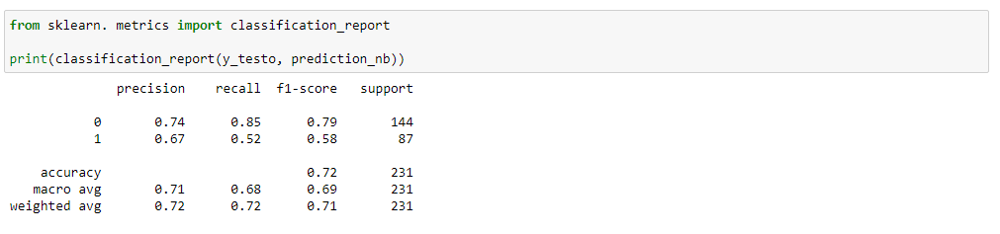 from sklearn. metrics import classification_report
print(classification_report(y_testo, prediction_nb))
precision recall f1-score support
0 0.74 0.85 0.79 144
1 0.67 0.52 0.58 87
accuracy 0.72 231
macro avg 0.71 0.68 0.69 231
weighted avg 0.72 0.72 0.71 231